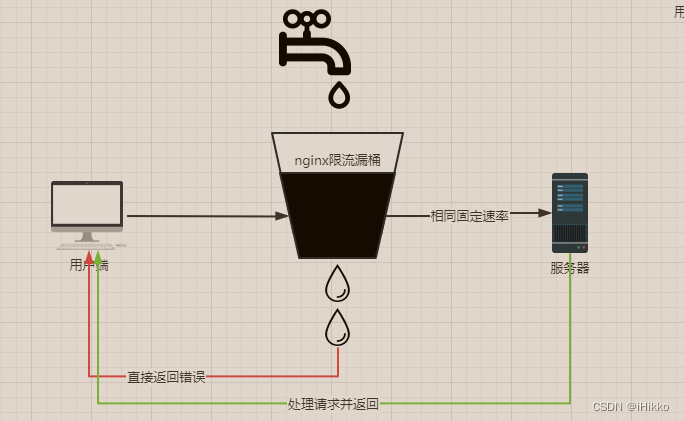 用
nginx限流漏桶
相同固定速率
用户端
服务器
直接返回错误
处理请求并返回
CSDN @iHikko